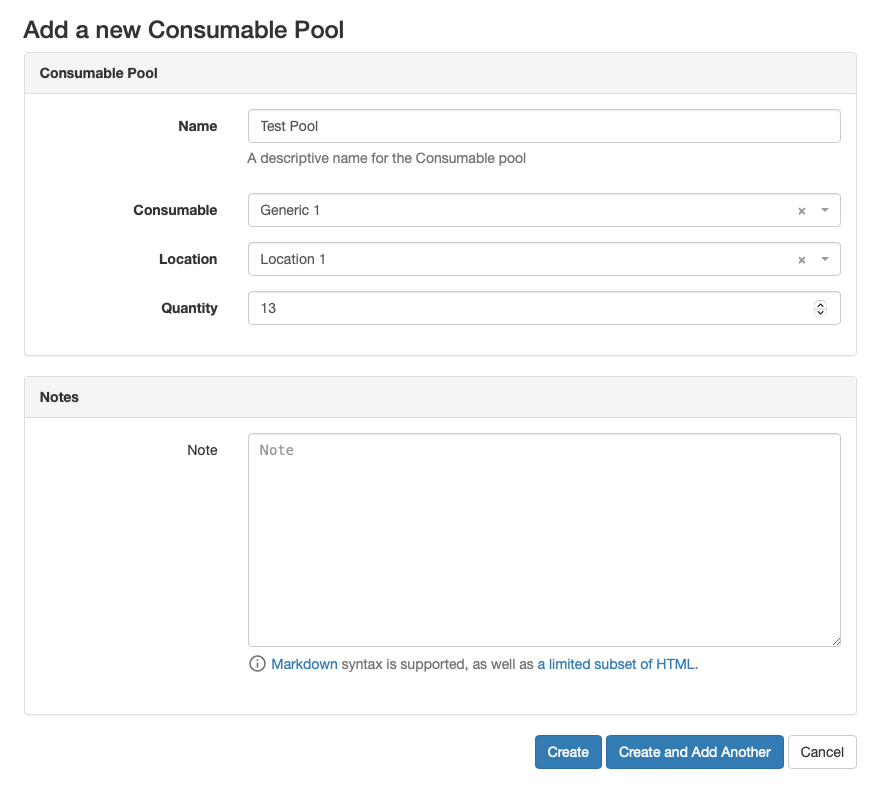 Add a new Consumable Pool
Consumable Pool
Name Test Pool
A descriptive name for the Consumable pool
Consumable Generic 1 ×
Location Location 1 ×
Quantity 13
Notes
Note Note
Markdown syntax is supported, as well as a limited subset of HTML.
Create Create and Add Another Cancel